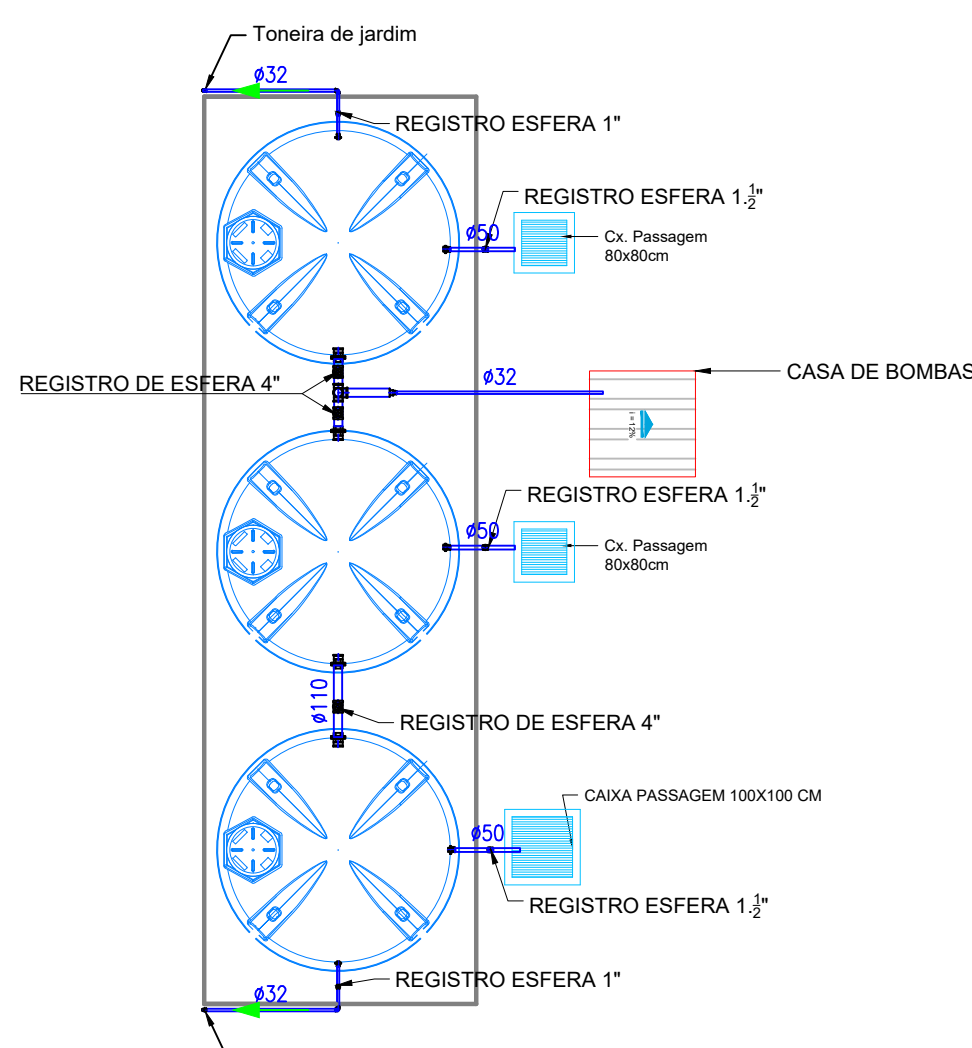 Toneira de jardim
ø32
REGISTRO ESFERA 1"
REGISTRO ESFERA 1.½"
ø50
Cx. Passagem
80x80cm
REGISTRO DE ESFERA 4"
ø32
CASA DE BOMBAS
i = 12%
REGISTRO ESFERA 1.½"
ø50
Cx. Passagem
80x80cm
ø110
REGISTRO DE ESFERA 4"
CAIXA PASSAGEM 100X100 CM
ø50
REGISTRO ESFERA 1.½"
REGISTRO ESFERA 1"
ø32